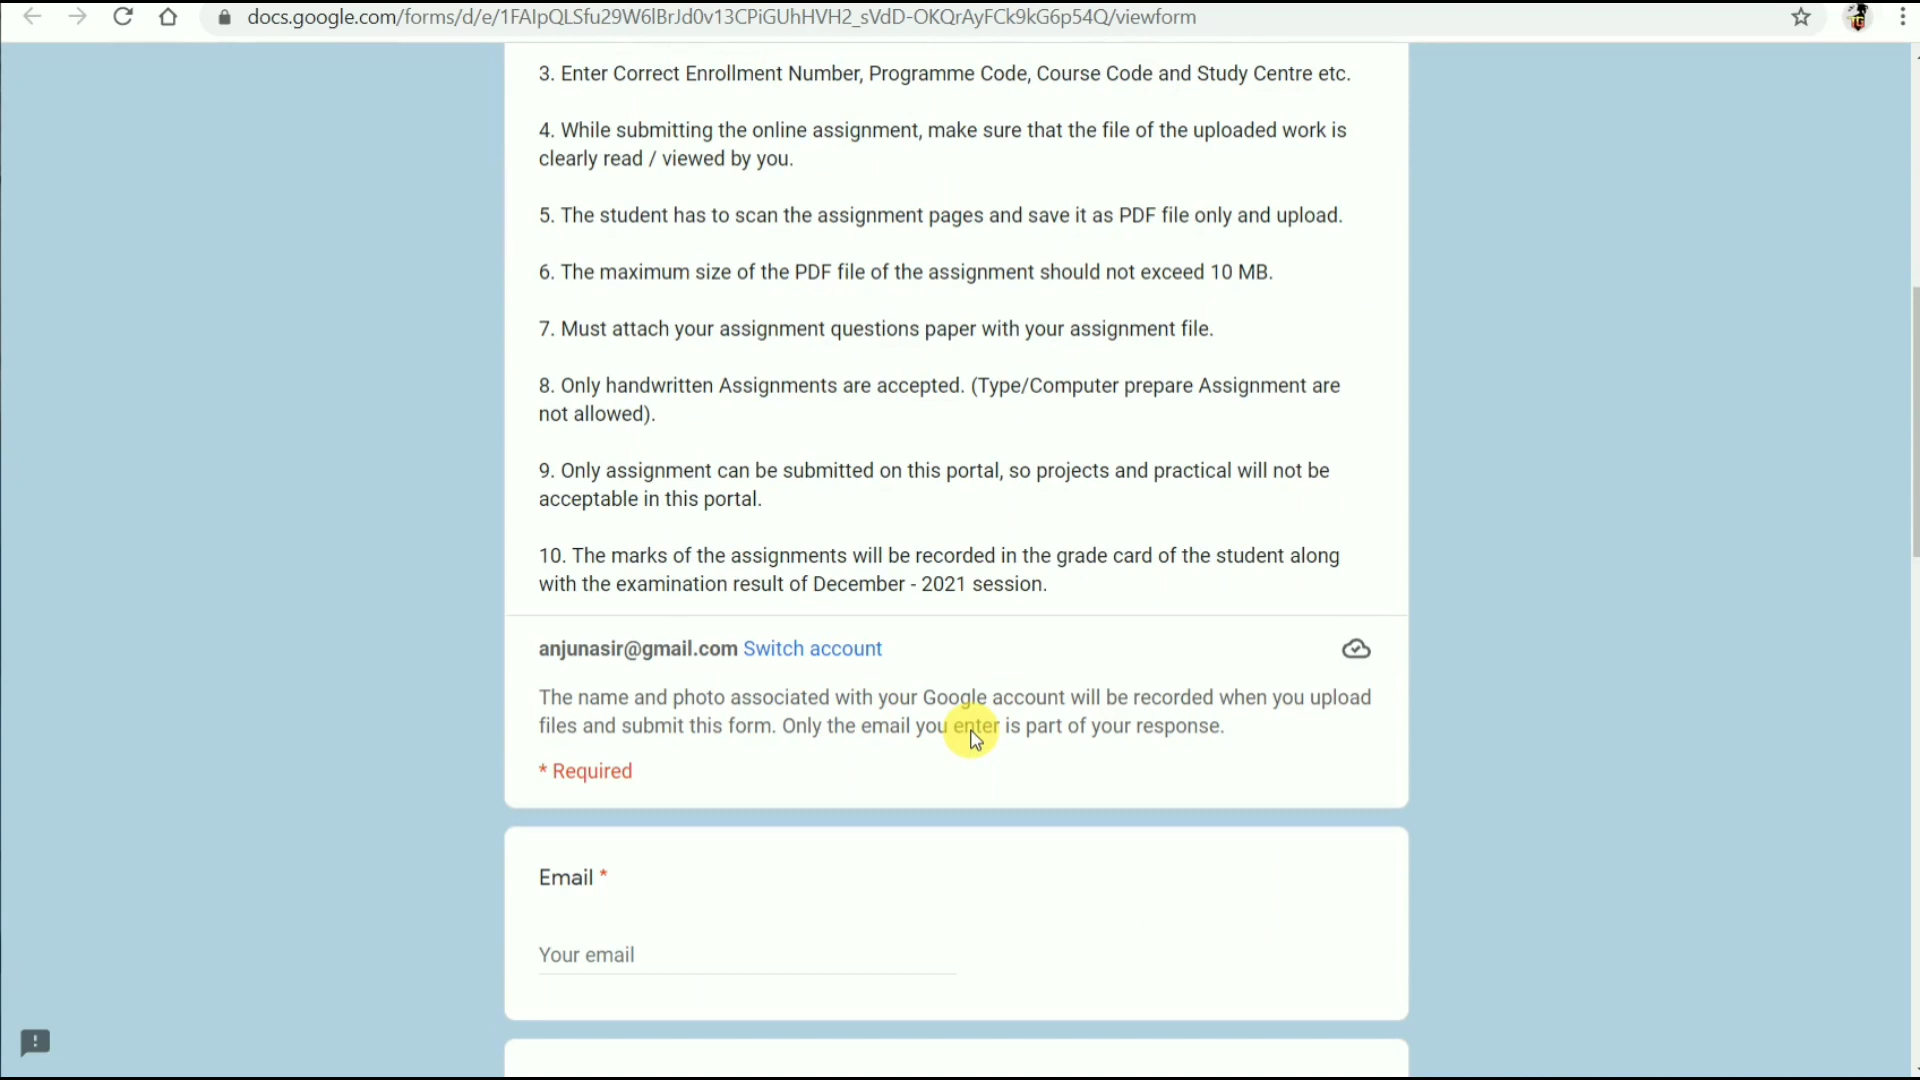 docs.google.com/forms/d/e/1FAIpQLSfu29W6lBrJd0v13CPiGUhHVH2_sVdD-OKQrAyFCk9kG6p54Q/viewform
3. Enter Correct Enrollment Number, Programme Code, Course Code and Study Centre etc.
4. While submitting the online assignment, make sure that the file of the uploaded work is
clearly read / viewed by you.
5. The student has to scan the assignment pages and save it as PDF file only and upload.
6. The maximum size of the PDF file of the assignment should not exceed 10 MB.
7. Must attach your assignment questions paper with your assignment file.
8. Only handwritten Assignments are accepted. (Type/Computer prepare Assignment are
not allowed).
9. Only assignment can be submitted on this portal, so projects and practical will not be
acceptable in this portal.
10. The marks of the assignments will be recorded in the grade card of the student along
with the examination result of December - 2021 session.
anjunasir@gmail.com Switch account
The name and photo associated with your Google account will be recorded when you upload
files and submit this form. Only the email you enter is part of your response.
* Required
Email *
Your email